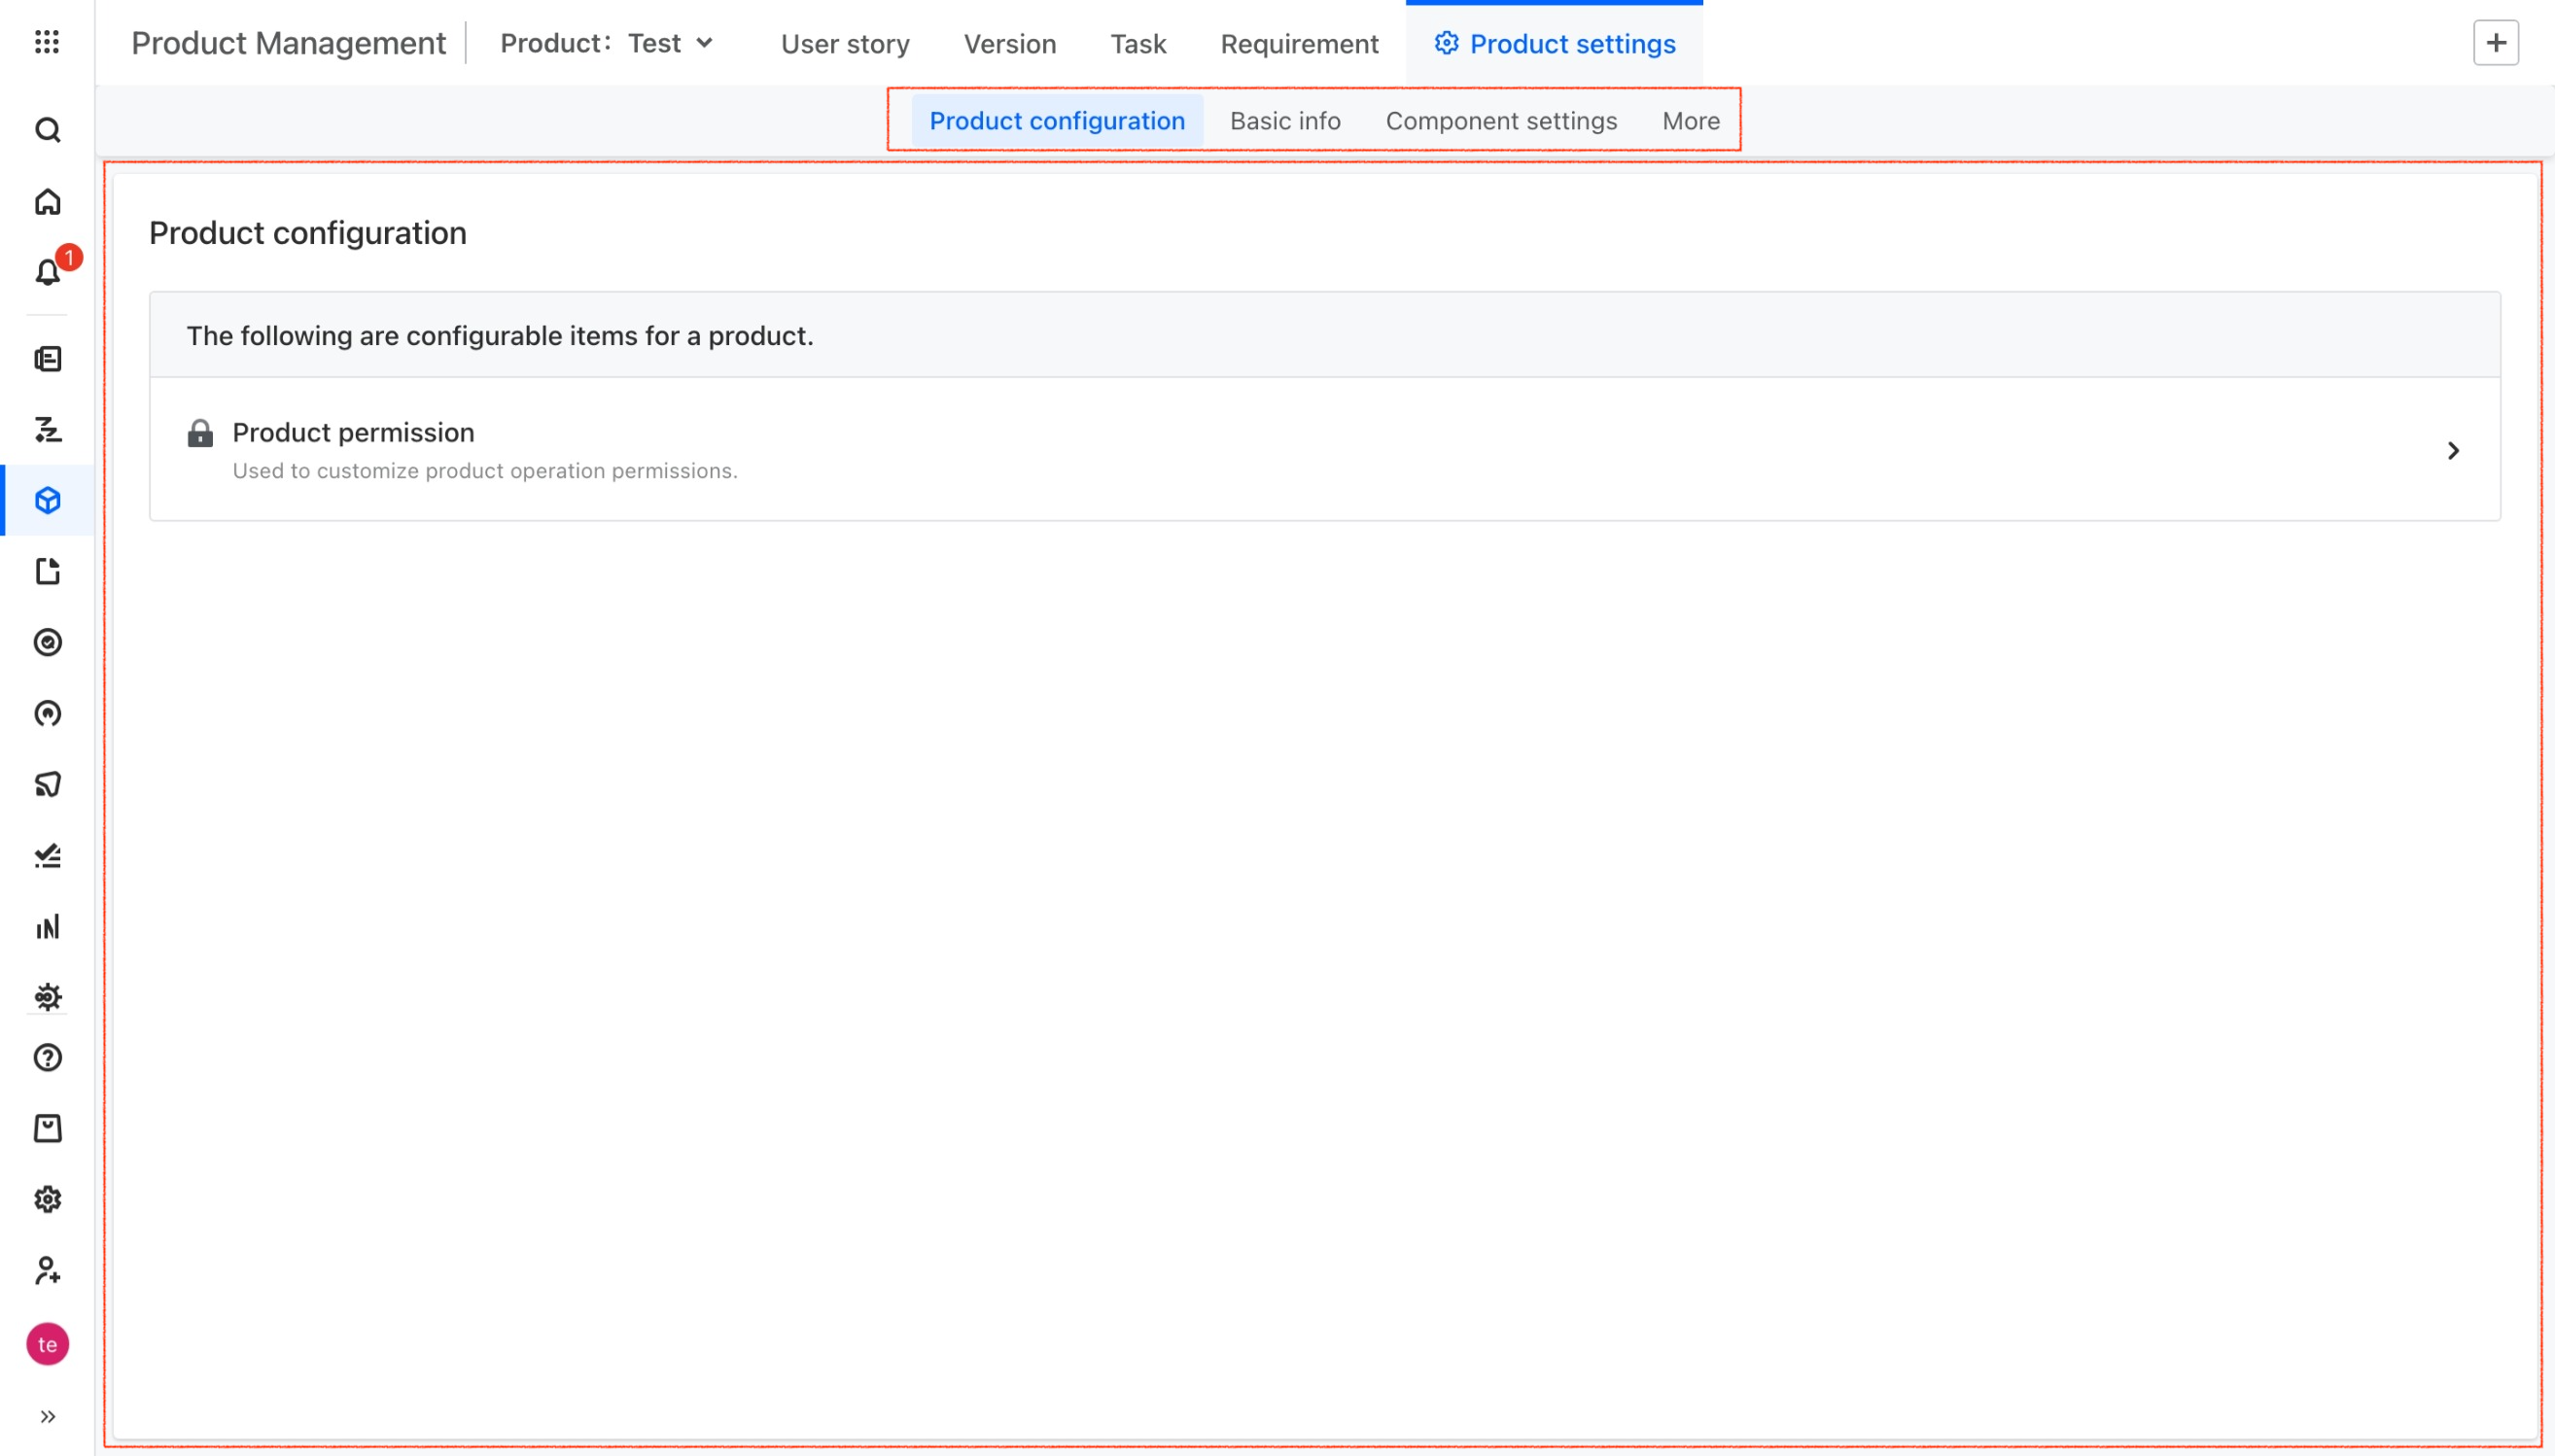 Product Management Product: Test User story Version Task Requirement Product settings
Product configuration Basic info Component settings More
1
Product configuration
The following are configurable items for a product.
Product permission
Used to customize product operation permissions.
te